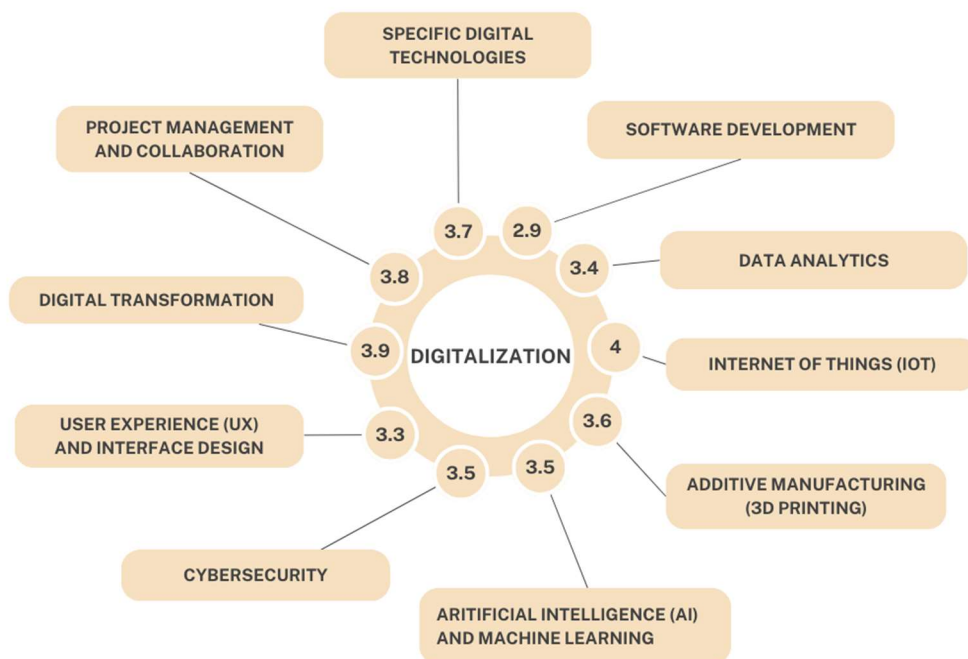 SPECIFIC DIGITAL
TECHNOLOGIES
PROJECT MANAGEMENT
AND COLLABORATION
SOFTWARE DEVELOPMENT
3.7
2.9
3.8
3.4
DATA ANALYTICS
DIGITAL TRANSFORMATION
3.9
DIGITALIZATION
4
INTERNET OF THINGS (IOT)
USER EXPERIENCE (UX)
AND INTERFACE DESIGN
3.3
3.6
3.5
3.5
ADDITIVE MANUFACTURING
(3D PRINTING)
CYBERSECURITY
ARITIFICIAL INTELLIGENCE (AI)
AND MACHINE LEARNING